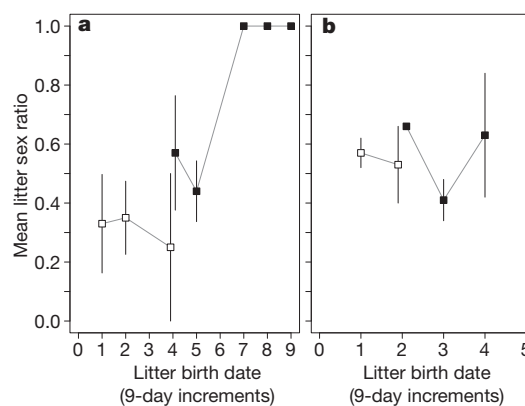 a
b
Mean litter sex ratio
1.0
0.8
0.6
0.4
0.2
0.0
0 1 2 3 4 5 6 7 8 9
0 1 2 3 4 5
Litter birth date
(9-day increments)
Litter birth date
(9-day increments)